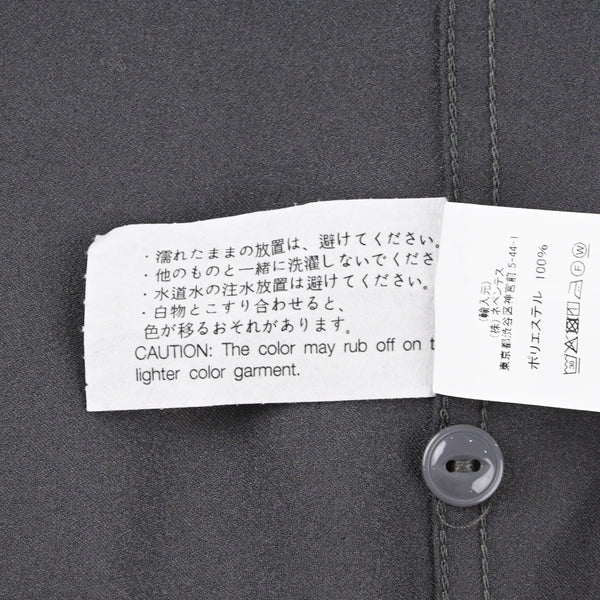 ・濡れたままの放置は、避けてください。
・他のものと一緒に洗濯しないでくださ
・水道水の注水放置は避けてください。
・白物とこすり合わせると、
色が移るおそれがあります。
CAUTION: The color may rub off on t
lighter color garment.
(輸入元)
(株) ネペンテス
東京都渋谷区神宮前 5-44-1
ポリエステル 100%